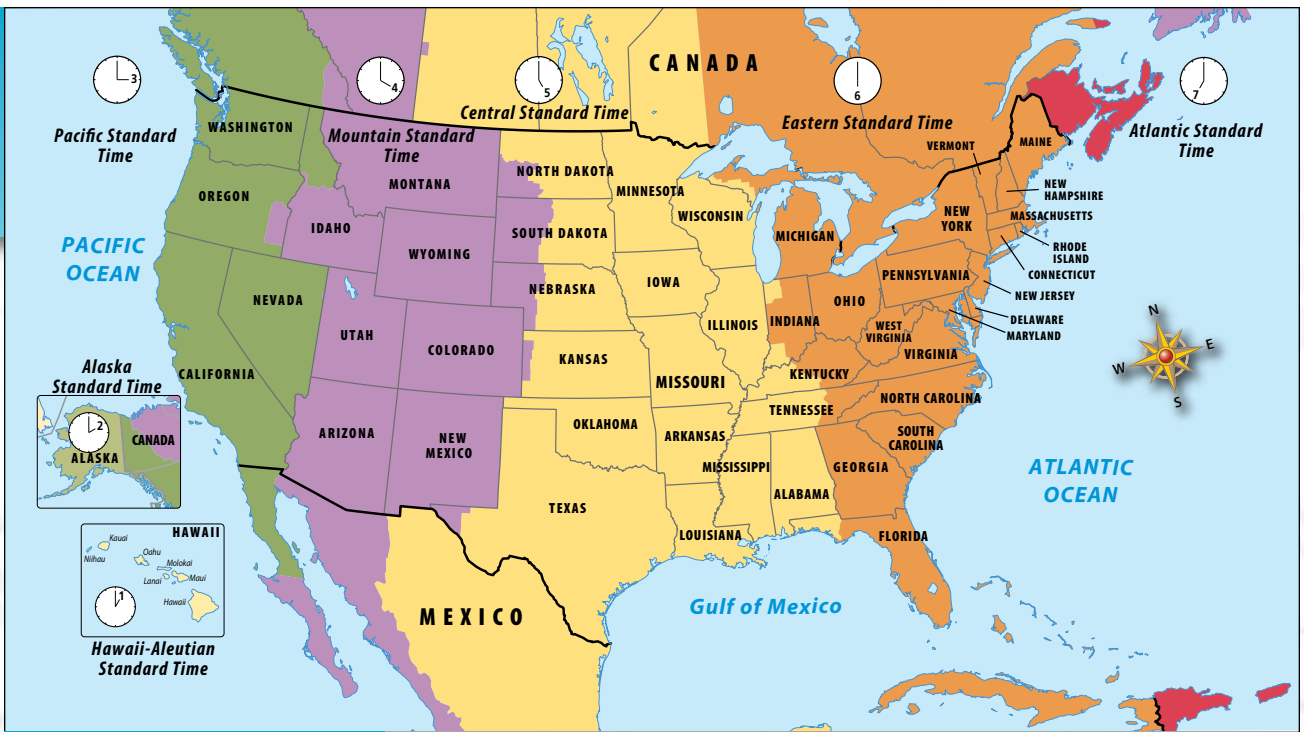 3
4
5
6
7
CANADA
Pacific Standard
Time
Mountain Standard
Time
Central Standard Time
Eastern Standard Time
Atlantic Standard
Time
WASHINGTON
OREGON
IDAHO
MONTANA
WYOMING
NEVADA
UTAH
COLORADO
CALIFORNIA
ARIZONA
NEW
MEXICO
NORTH DAKOTA
SOUTH DAKOTA
NEBRASKA
KANSAS
OKLAHOMA
TEXAS
MINNESOTA
IOWA
MISSOURI
ARKANSAS
LOUISIANA
WISCONSIN
ILLINOIS
MISSISSIPPI
MICHIGAN
INDIANA
KENTUCKY
TENNESSEE
ALABAMA
OHIO
WEST
VIRGINIA
VIRGINIA
NORTH CAROLINA
SOUTH
CAROLINA
GEORGIA
FLORIDA
PENNSYLVANIA
NEW
YORK
VERMONT
MAINE
NEW
HAMPSHIRE
MASSACHUSETTS
RHODE
ISLAND
CONNECTICUT
NEW JERSEY
DELAWARE
MARYLAND
PACIFIC
OCEAN
ATLANTIC
OCEAN
Gulf of Mexico
MEXICO
N
E
S
W
Alaska
Standard Time
2
CANADA
ALASKA
HAWAII
Kauai
Niihau
Oahu
Molokai
Lanai
Maui
Hawaii
1
Hawaii-Aleutian
Standard Time